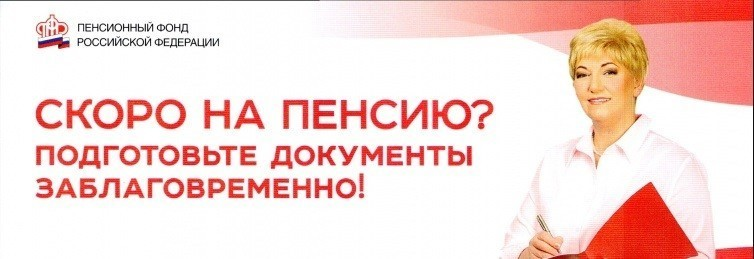 ПЕНСИОННЫЙ ФОНД
РОССИЙСКОЙ ФЕДЕРАЦИИ
СКОРО НА ПЕНСИЮ?
ПОДГОТОВЬТЕ ДОКУМЕНТЫ
ЗАБЛАГОВРЕМЕННО!